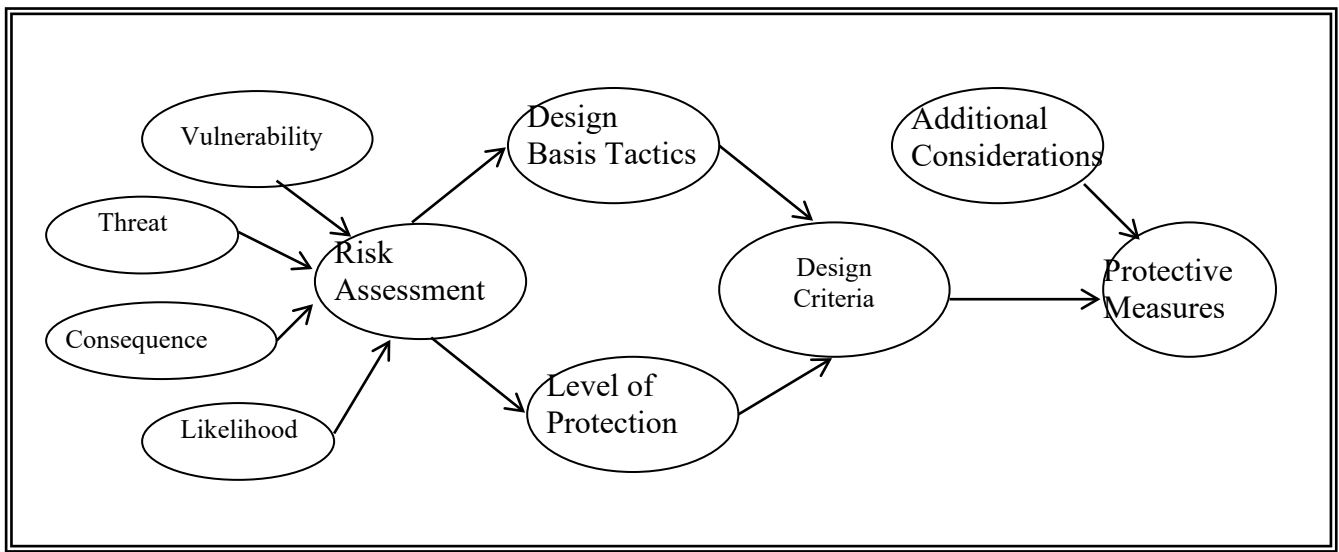 Vulnerability
Threat
Consequence
Likelihood
Risk
Assessment
Design
Basis Tactics
Level of
Protection
Design
Criteria
Additional
Considerations
Protective
Measures